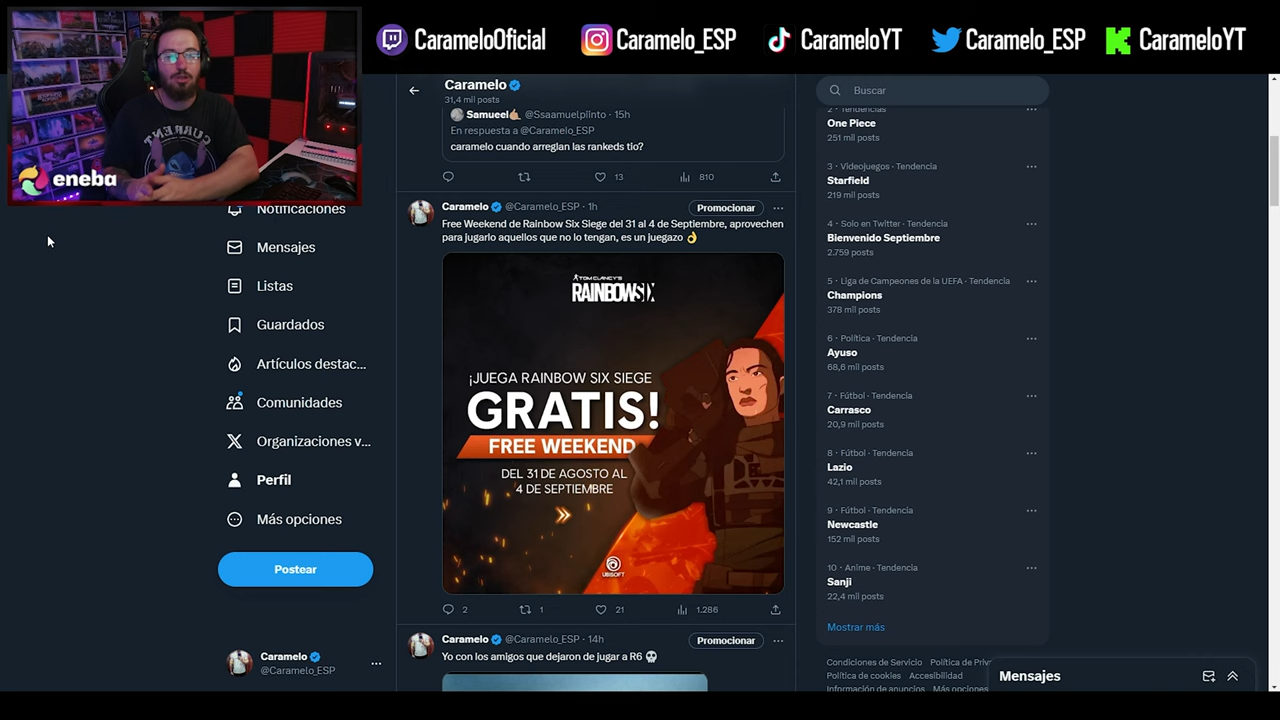 CarameloOficial
Caramelo_ESP
CarameloYT
Caramelo_ESP
CarameloYT
eneba
Notificaciones
Mensajes
Listas
Guardados
Artículos destac...
Comunidades
Organizaciones v...
Perfil
Más opciones
Postear
Caramelo
@Caramelo_ESP
Caramelo
31,4 mil posts
Samueel @Ssaamuelpiinto · 15h
En respuesta a @Caramelo_ESP
caramelo cuando arreglan las rankeds tio?
13
810
Caramelo @Caramelo_ESP · 1h
Promocionar
Free Weekend de Rainbow Six Siege del 31 al 4 de Septiembre, aprovechen
para jugarlo aquellos que no lo tengan, es un juegazo 👌
TOM CLANCY'S
RAINBOW SIX
¡JUEGA RAINBOW SIX SIEGE
GRATIS!
FREE WEEKEND
DEL 31 DE AGOSTO AL
4 DE SEPTIEMBRE
UBISOFT
2
1
21
1.286
Caramelo @Caramelo_ESP · 14h
Promocionar
Yo con los amigos que dejaron de jugar a R6 💀
Buscar
2 · Tendencias
One Piece
251 mil posts
3 · Videojuegos · Tendencia
Starfield
219 mil posts
4 · Solo en Twitter · Tendencia
Bienvenido Septiembre
2.759 posts
5 · Liga de Campeones de la UEFA · Tendencia
Champions
378 mil posts
6 · Política · Tendencia
Ayuso
68,6 mil posts
7 · Fútbol · Tendencia
Carrasco
20,9 mil posts
8 · Fútbol · Tendencia
Lazio
42,1 mil posts
9 · Fútbol · Tendencia
Newcastle
152 mil posts
10 · Anime · Tendencia
Sanji
22,4 mil posts
Mostrar más
Condiciones de Servicio Política de Priv
Política de cookies Accesibilidad
Información de anuncios Más opciones
Mensajes